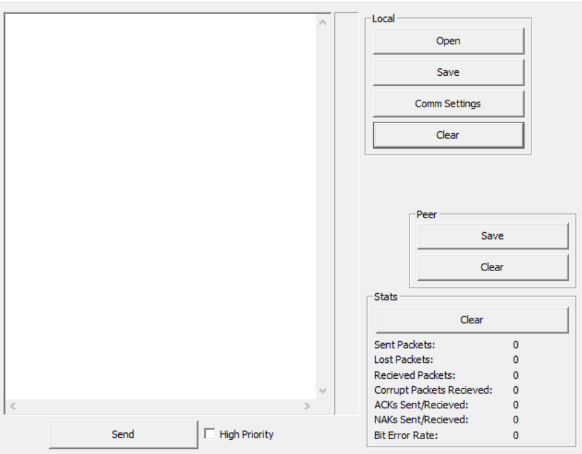 Local
Open
Save
Comm Settings
Clear
Peer
Save
Clear
Stats
Clear
Sent Packets: 0
Lost Packets: 0
Recieved Packets: 0
Corrupt Packets Recieved: 0
ACKs Sent/Recieved: 0
NAKs Sent/Recieved: 0
Bit Error Rate: 0
Send
High Priority